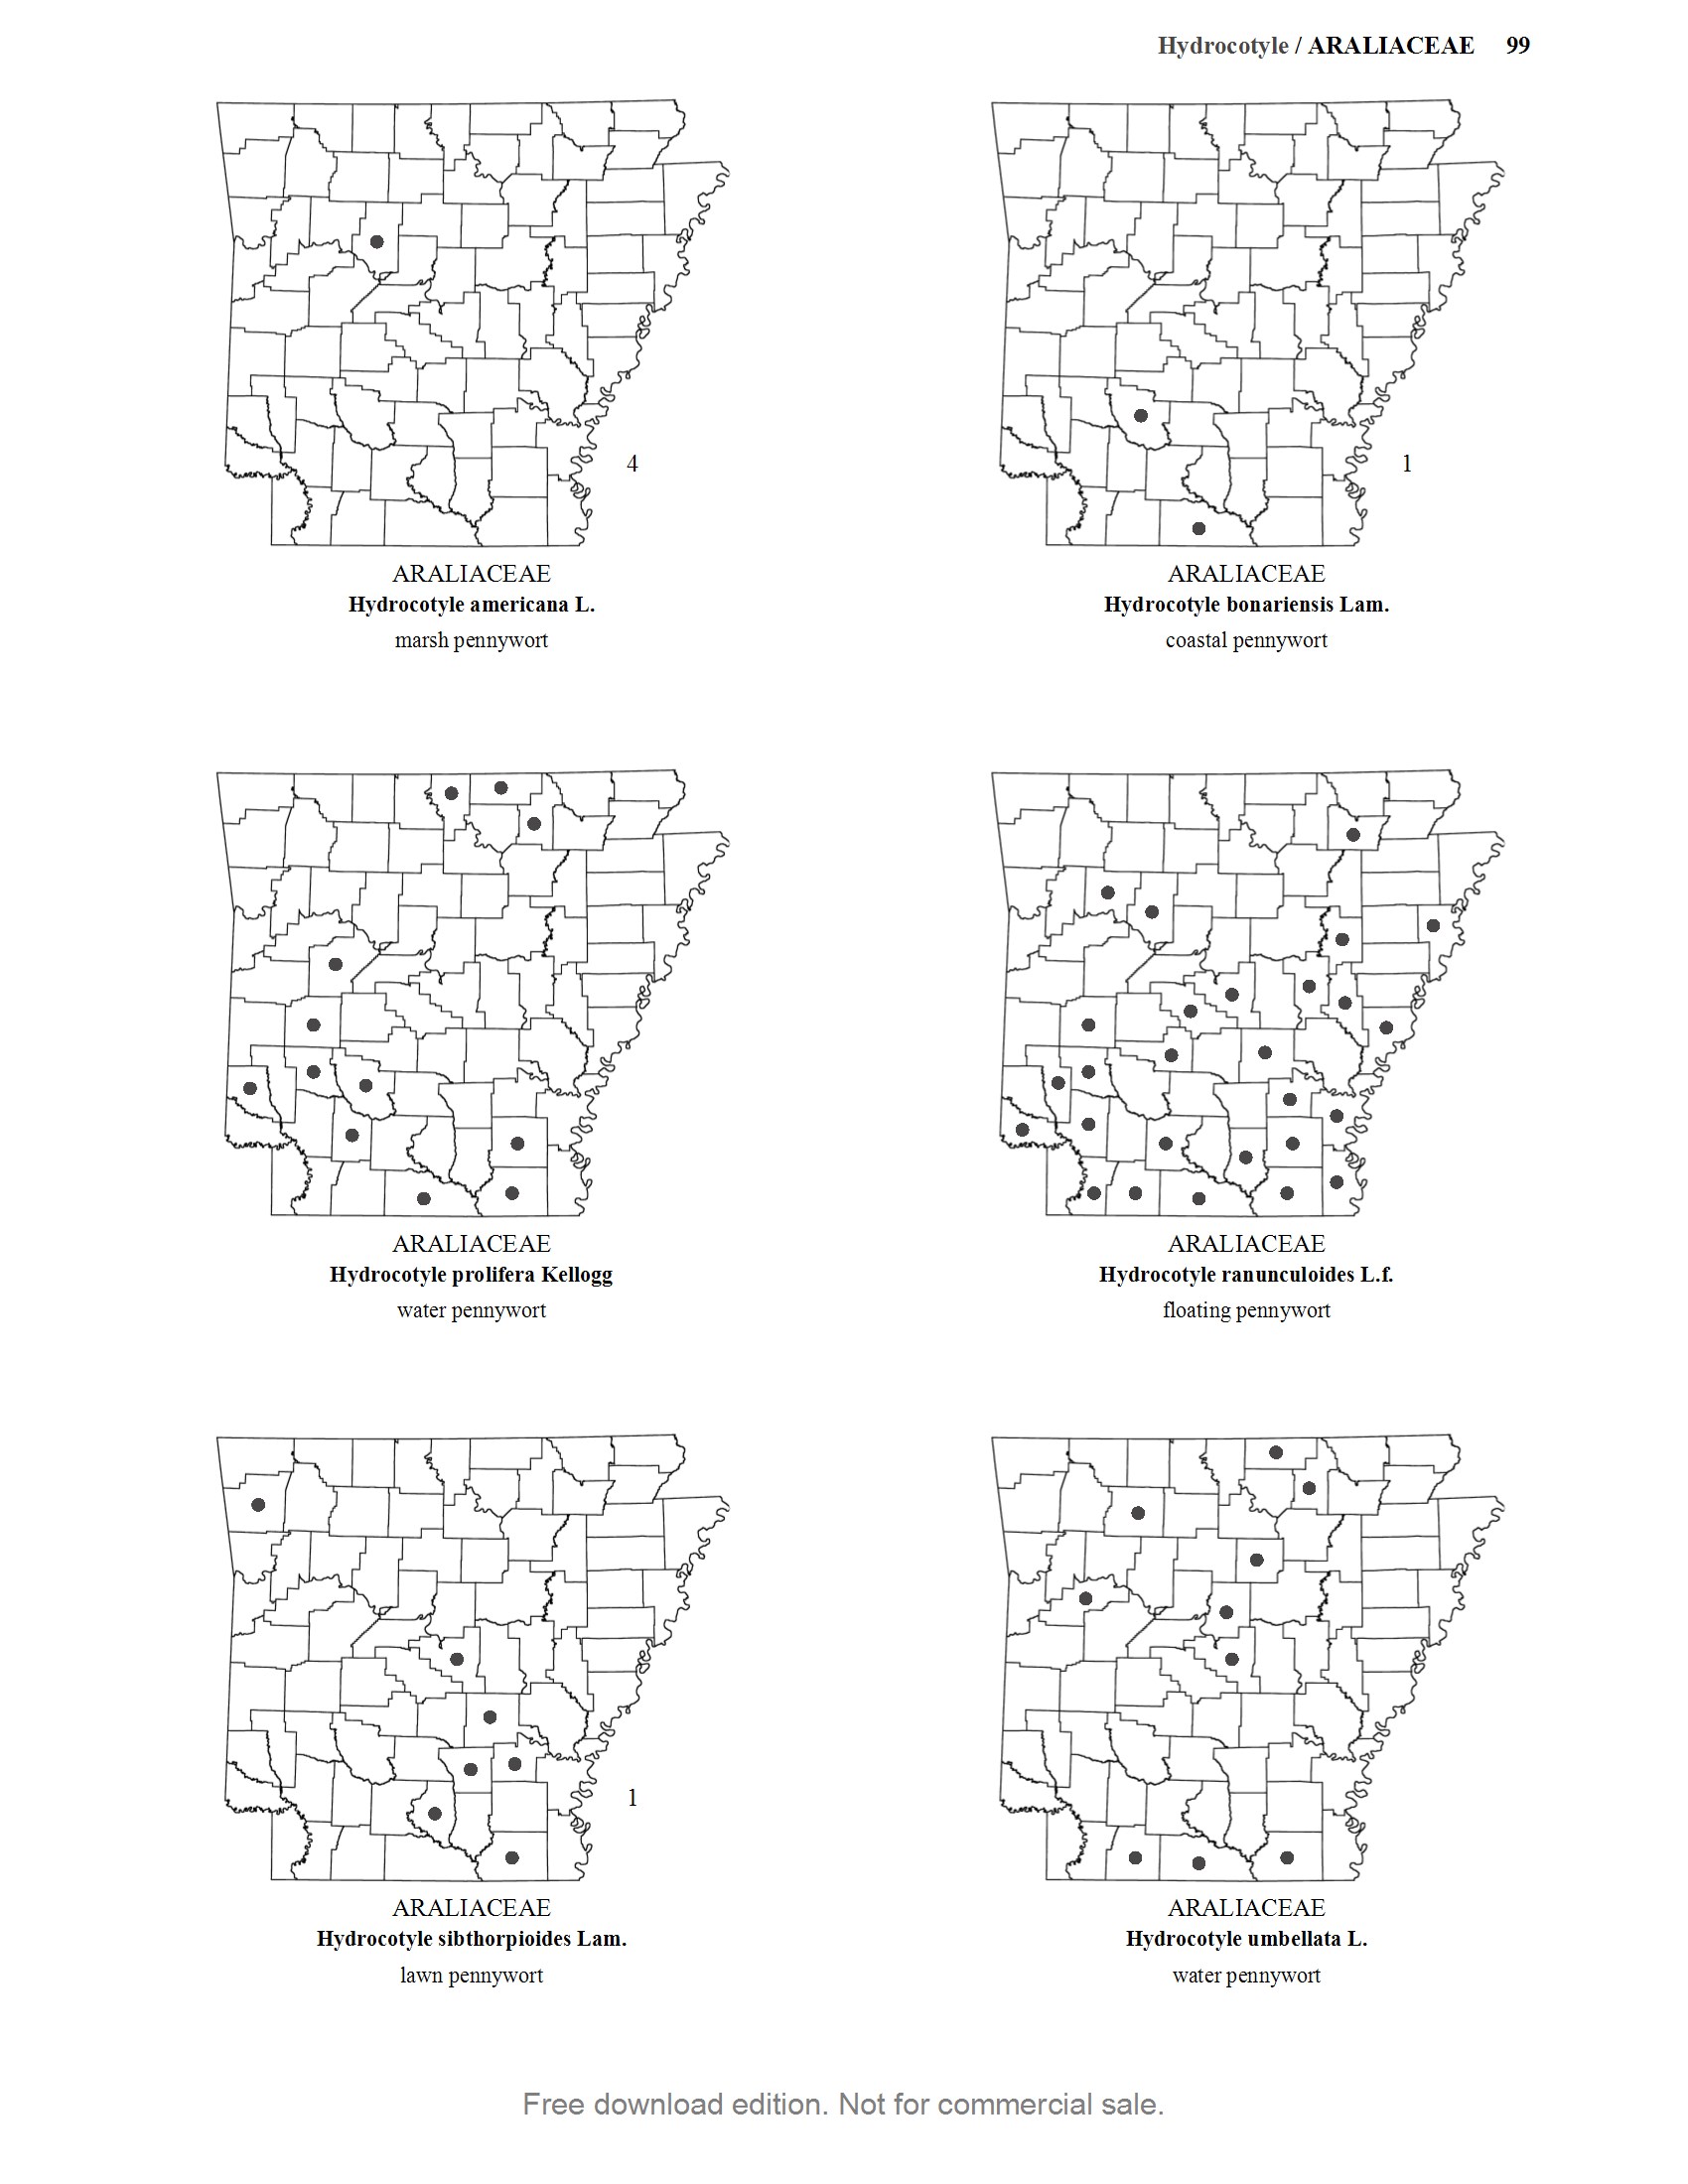 Hydrocotyle / ARALIACEAE 99
4
ARALIACEAE
Hydrocotyle americana L.
marsh pennywort
1
ARALIACEAE
Hydrocotyle bonariensis Lam.
coastal pennywort
ARALIACEAE
Hydrocotyle prolifera Kellogg
water pennywort
ARALIACEAE
Hydrocotyle ranunculoides L.f.
floating pennywort
1
ARALIACEAE
Hydrocotyle sibthorpioides Lam.
lawn pennywort
ARALIACEAE
Hydrocotyle umbellata L.
water pennywort
Free download edition. Not for commercial sale.